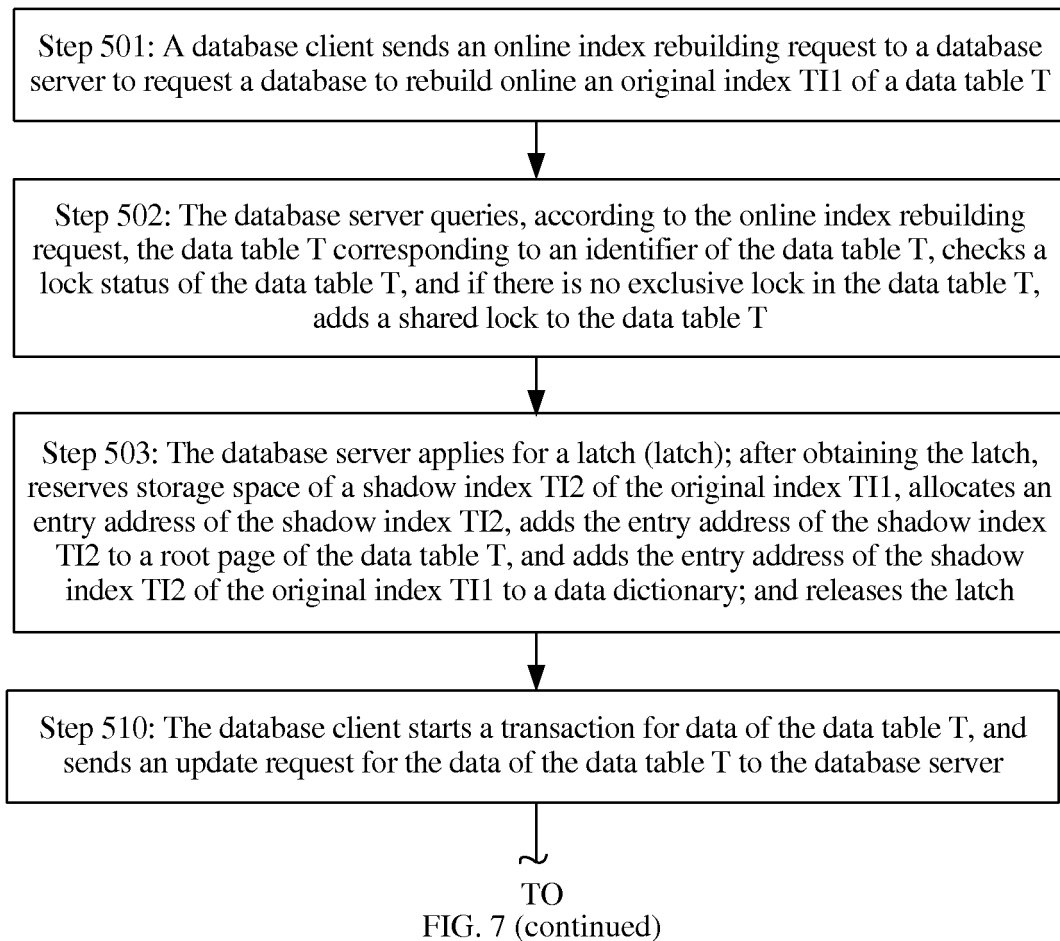 Step 501: A database client sends an online index rebuilding request to a database
server to request a database to rebuild online an original index TI1 of a data table T
Step 502: The database server queries, according to the online index rebuilding
request, the data table T corresponding to an identifier of the data table T, checks a
lock status of the data table T, and if there is no exclusive lock in the data table T,
adds a shared lock to the data table T
Step 503: The database server applies for a latch (latch); after obtaining the latch,
reserves storage space of a shadow index TI2 of the original index TI1, allocates an
entry address of the shadow index TI2, adds the entry address of the shadow index
TI2 to a root page of the data table T, and adds the entry address of the shadow
index TI2 of the original index TI1 to a data dictionary; and releases the latch
Step 510: The database client starts a transaction for data of the data table T, and
sends an update request for the data of the data table T to the database server
TO
FIG. 7 (continued)